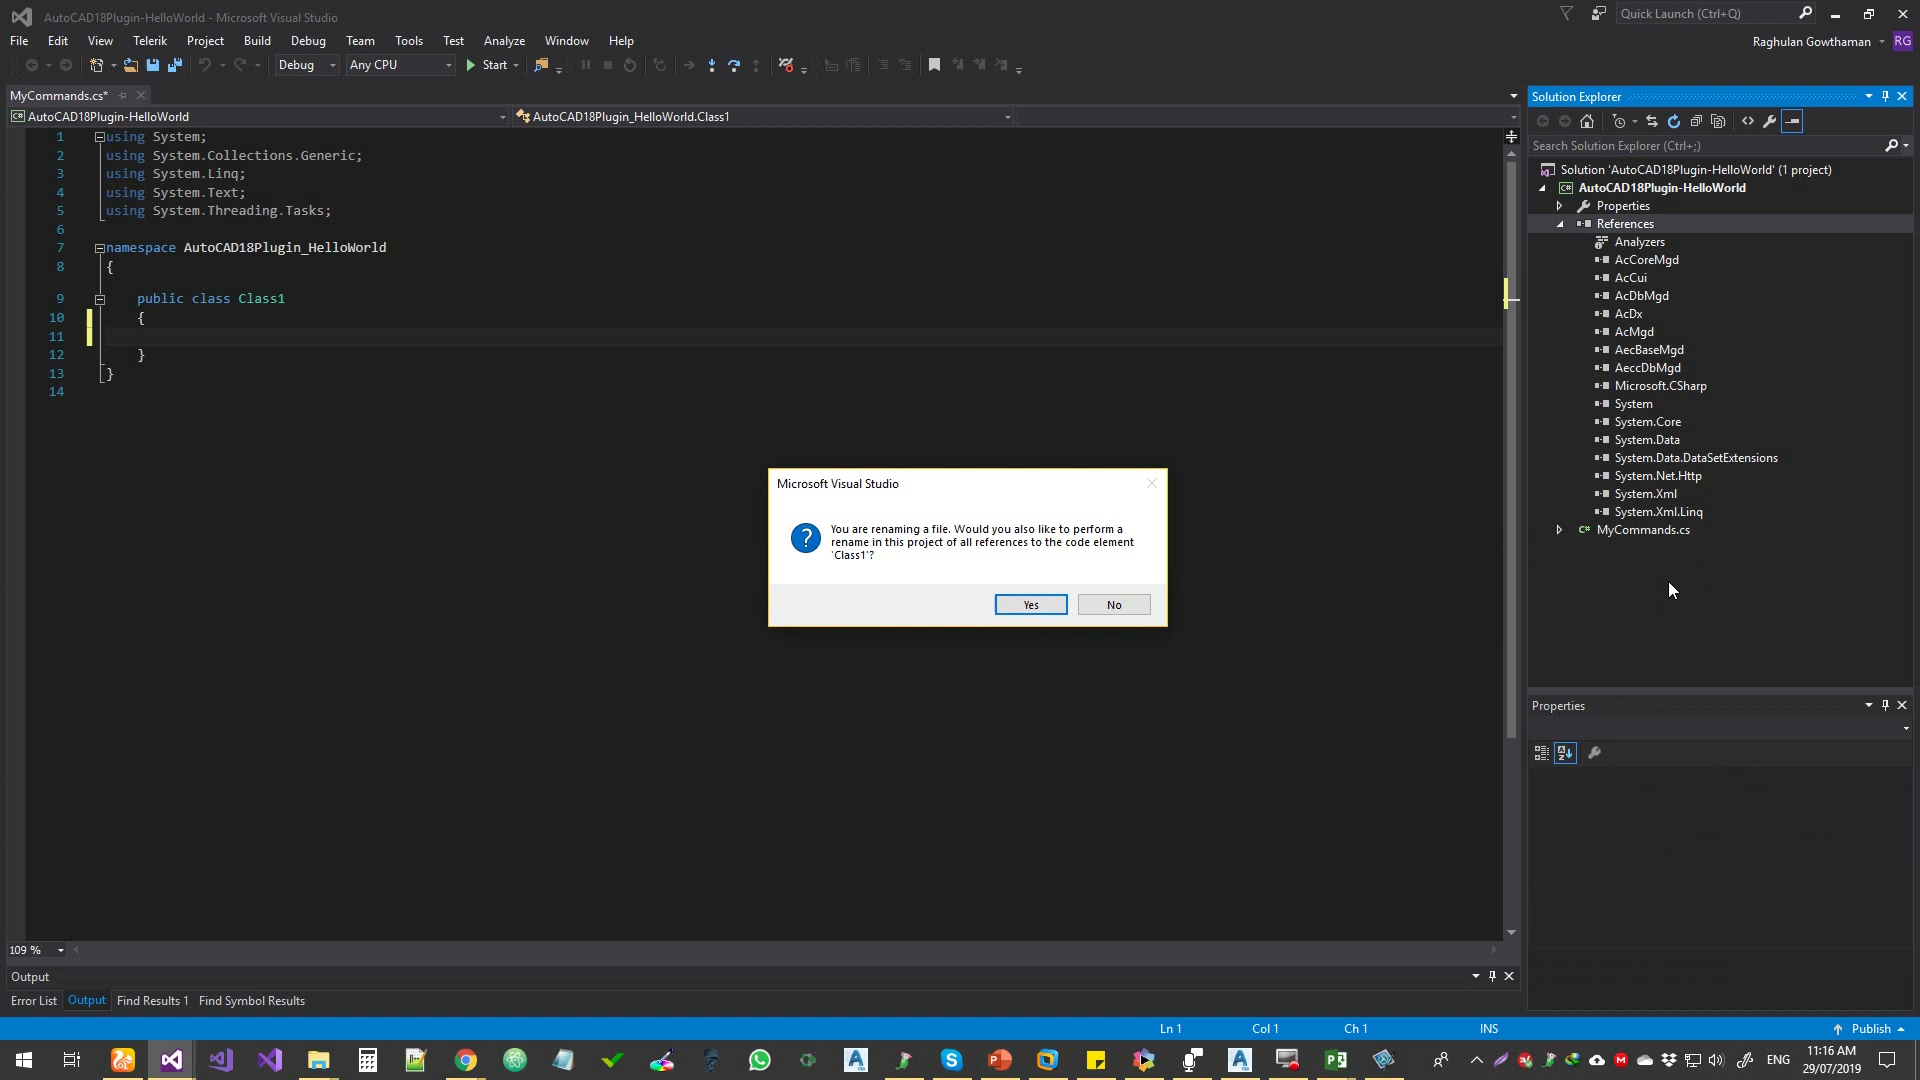 AutoCAD18Plugin-HelloWorld - Microsoft Visual Studio
Quick Launch (Ctrl+Q)
File Edit View Telerik Project Build Debug Team Tools Test Analyze Window Help
Raghulan Gowthaman RG
Debug Any CPU Start
MyCommands.cs*
AutoCAD18Plugin-HelloWorld
AutoCAD18Plugin_HelloWorld.Class1
1 using System;
2 using System.Collections.Generic;
3 using System.Linq;
4 using System.Text;
5 using System.Threading.Tasks;
6
7 namespace AutoCAD18Plugin_HelloWorld
8 {
9 public class Class1
10 {
11
12 }
13 }
14
Microsoft Visual Studio
You are renaming a file. Would you also like to perform a
rename in this project of all references to the code element
'Class1'?
Yes No
Solution Explorer
Search Solution Explorer (Ctrl+;)
Solution 'AutoCAD18Plugin-HelloWorld' (1 project)
AutoCAD18Plugin-HelloWorld
Properties
References
Analyzers
AcCoreMgd
AcCui
AcDbMgd
AcDx
AcMgd
AecBaseMgd
AeccDbMgd
Microsoft.CSharp
System
System.Core
System.Data
System.Data.DataSetExtensions
System.Net.Http
System.Xml
System.Xml.Linq
MyCommands.cs
Properties
109 %
Output
Error List Output Find Results 1 Find Symbol Results
Ln 1 Col 1 Ch 1 INS Publish
ENG
11:16 AM
29/07/2019